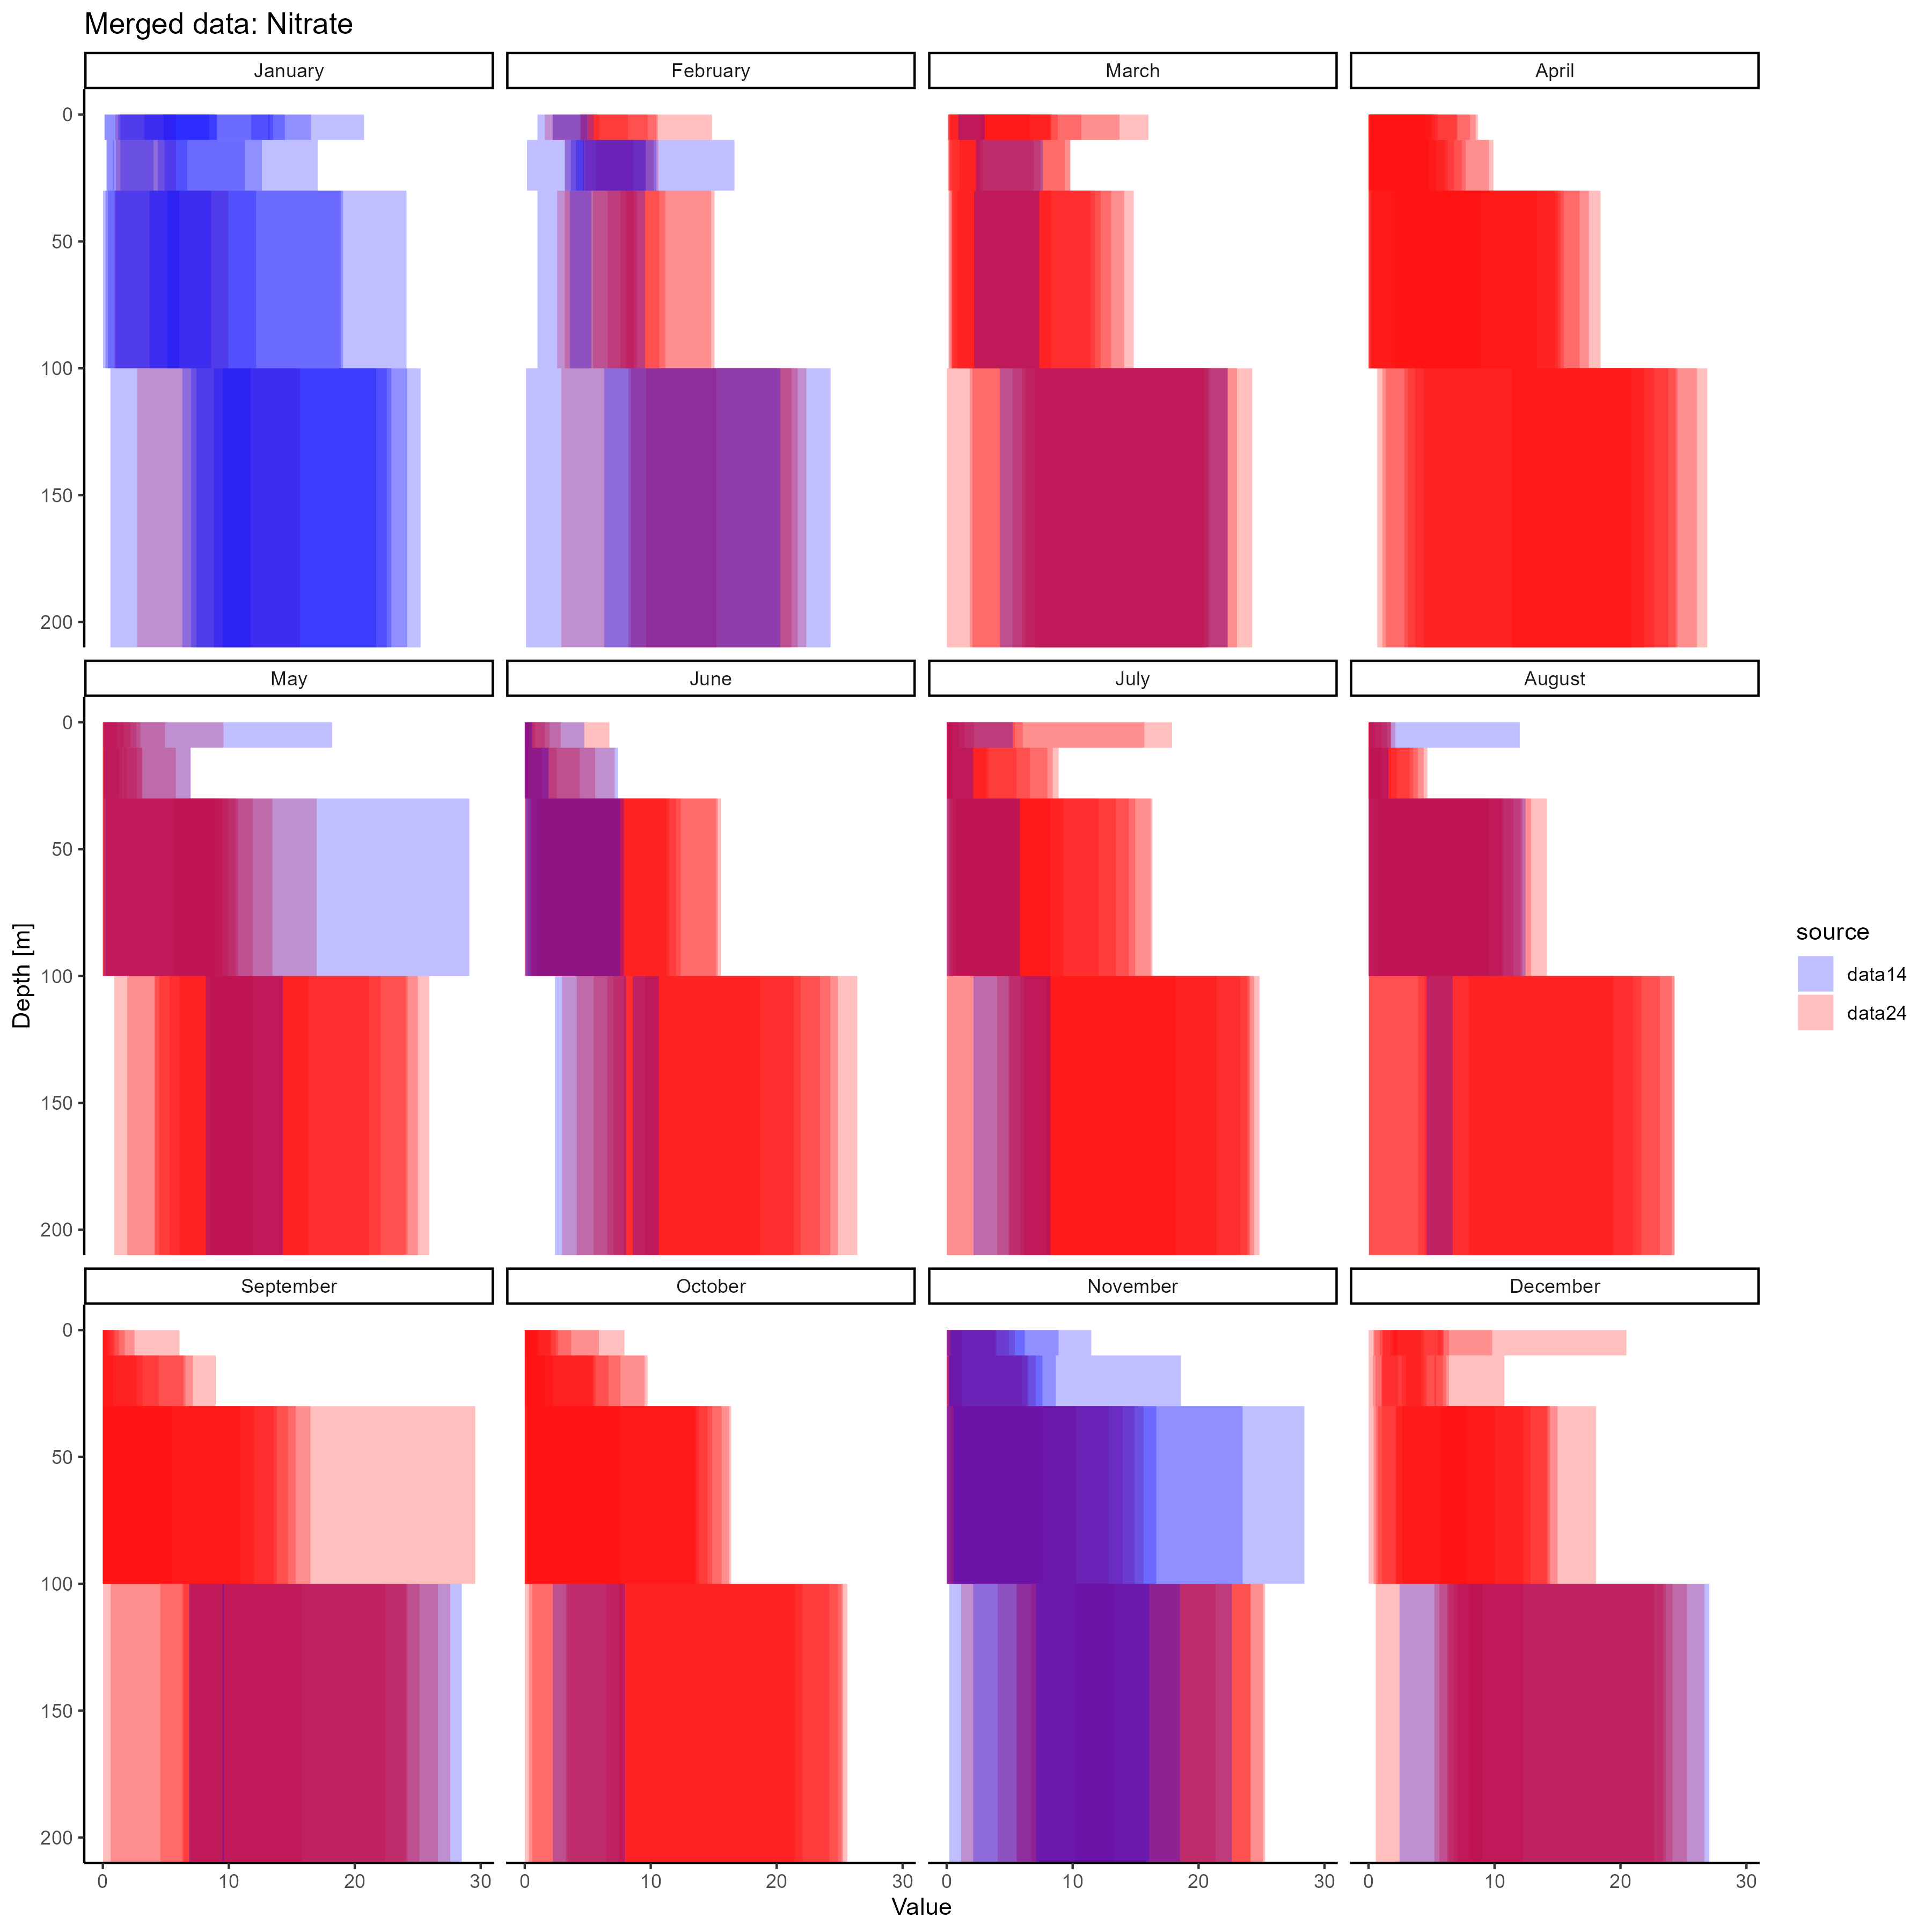 Merged data: Nitrate
January February March April
0
50
100
150
200
May June July August
0
50
100
150
200
September October November December
0
50
100
150
200
0 10 20 30 0 10 20 30 0 10 20 30 0 10 20 30
Value
Depth [m]
source
data14
data24